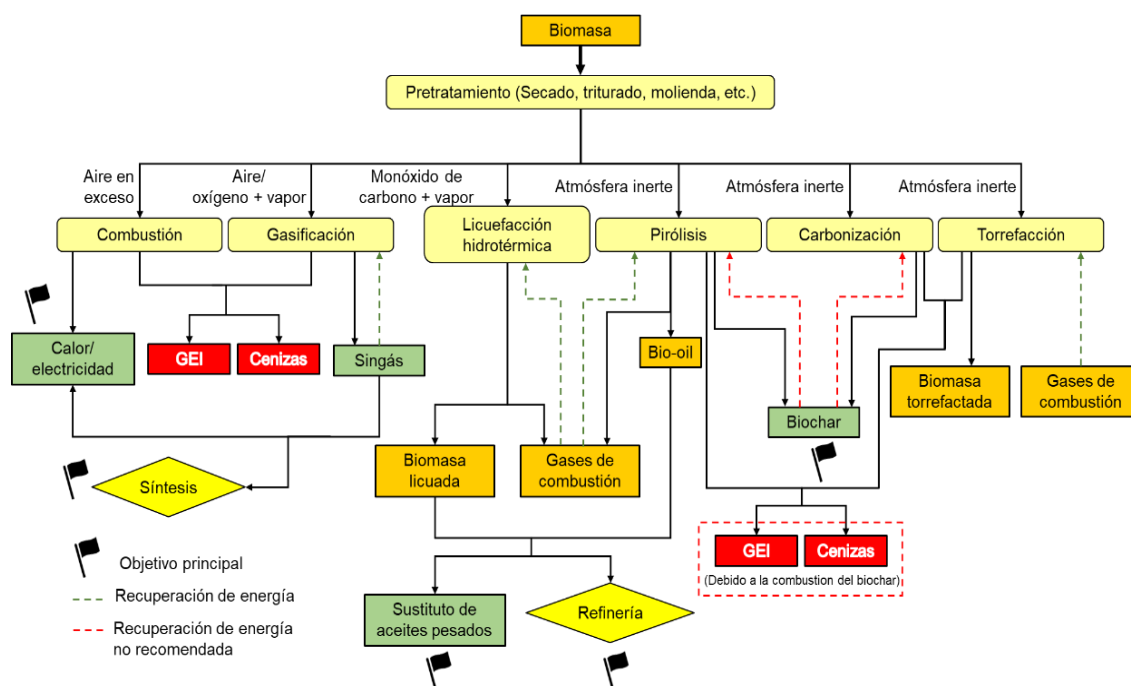 Biomasa
Pretratamiento (Secado, triturado, molienda, etc.)
Aire en
exceso
Aire/
oxígeno + vapor
Monóxido de
carbono + vapor
Atmósfera inerte
Atmósfera inerte
Atmósfera inerte
Combustión
Gasificación
Licuefacción
hidrotérmica
Pirólisis
Carbonización
Torrefacción
Calor/
electricidad
GEI
Cenizas
Singás
Bio-oil
Biochar
Biomasa
torrefactada
Gases de
combustión
Biomasa
licuada
Gases de
combustión
Síntesis
GEI
Cenizas
(Debido a la combustion del biochar)
Objetivo principal
Recuperación de energía
Recuperación de energía
no recomendada
Sustituto de
aceites pesados
Refinería